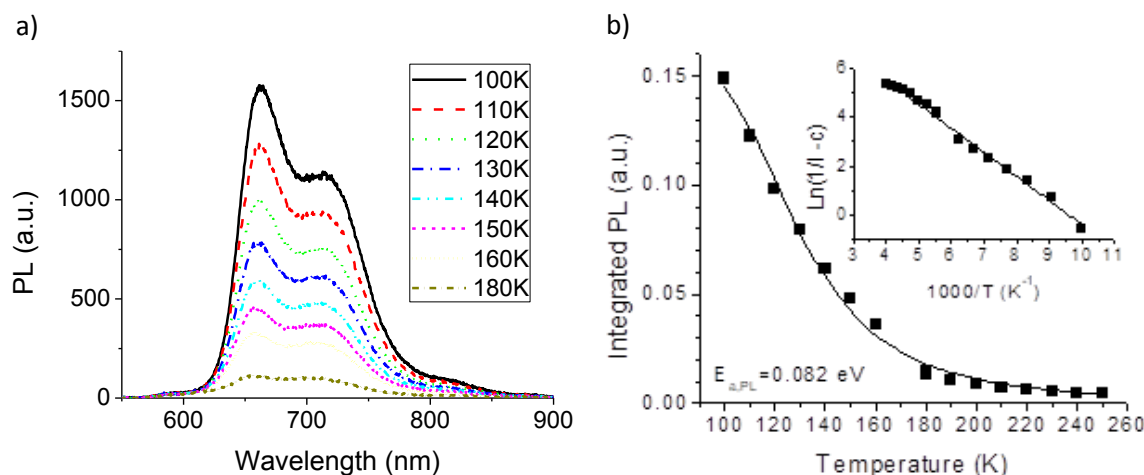 a)
PL (a.u.)
1500
1000
500
0
600
700
800
900
Wavelength (nm)
100K
110K
120K
130K
140K
150K
160K
180K
b)
Integrated PL (a.u.)
0.15
0.10
0.05
0.00
100 120 140 160 180 200 220 240 260
Temperature (K)
E_a,PL=0.082 eV
Ln(1/I -c)
6
4
2
0
3 4 5 6 7 8 9 10 11
1000/T (K⁻¹)